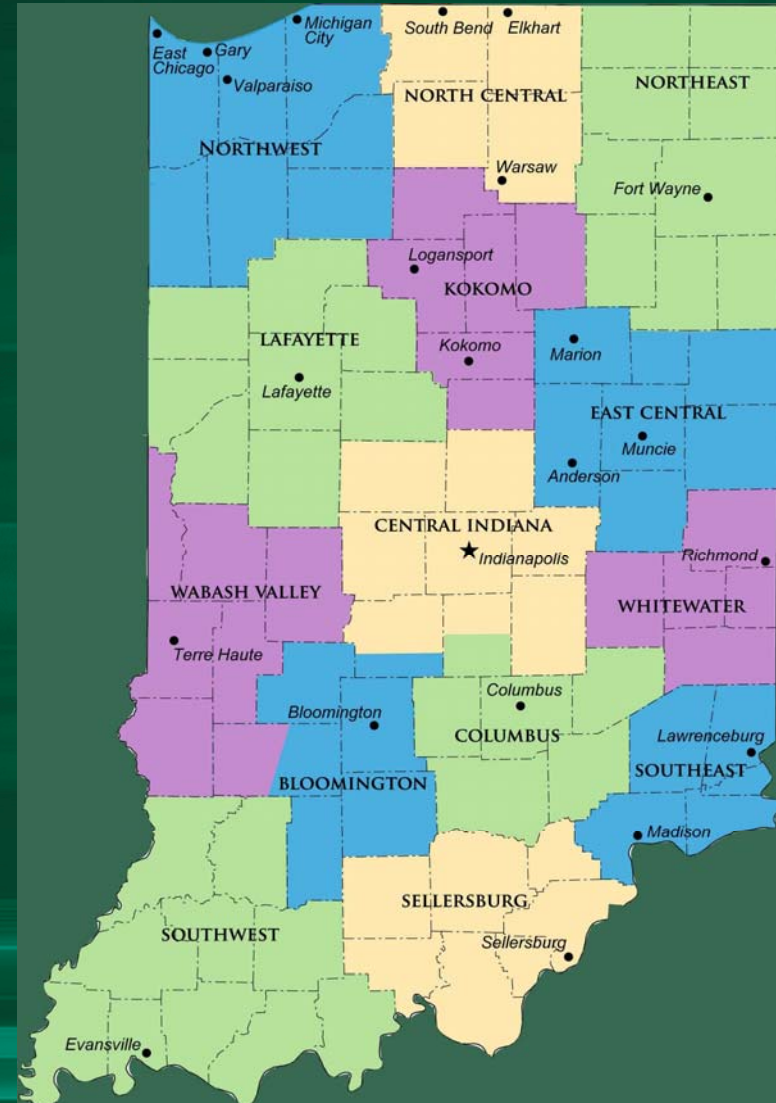 Michigan
City
South Bend
Elkhart
East
Chicago
Gary
Valparaiso
NORTH CENTRAL
NORTHEAST
NORTHWEST
Warsaw
Fort Wayne
Logansport
KOKOMO
LAFAYETTE
Kokomo
Marion
Lafayette
EAST CENTRAL
Muncie
Anderson
CENTRAL INDIANA
Indianapolis
Richmond
WABASH VALLEY
WHITEWATER
Terre Haute
Columbus
Bloomington
COLUMBUS
Lawrenceburg
SOUTHEAST
BLOOMINGTON
Madison
SELLERSBURG
SOUTHWEST
Sellersburg
Evansville